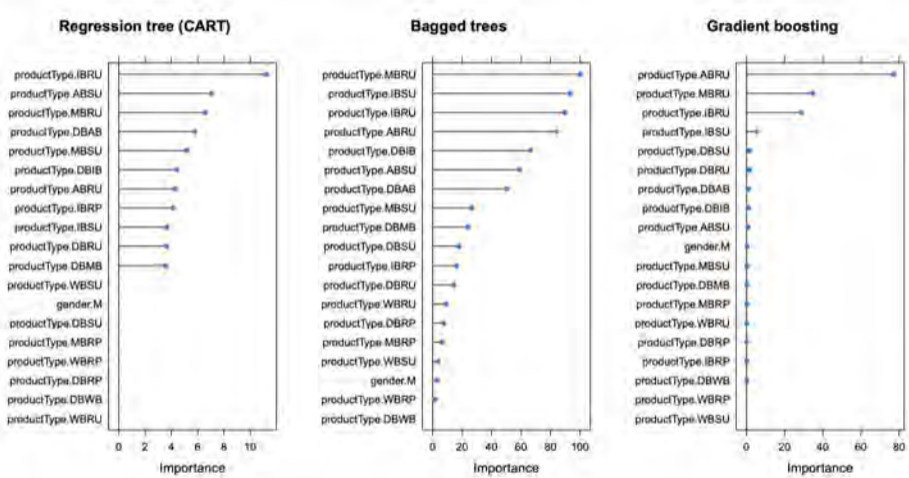 Regression tree (CART)
productType.IBRU
productType.ABSU
productType.MBRU
productType.DBAB
productType.MBSU
productType.DBIB
productType.ABRU
productType.IBRP
productType.IBSU
productType.DBRU
productType.DBMB
productType.WBSU
gender.M
productType.DBSU
productType.MBRP
productType.WBRP
productType.DBRP
productType.DBWB
productType.WBRU
0 2 4 6 8 10
Importance
Bagged trees
productType.MBRU
productType.IBSU
productType.IBRU
productType.ABRU
productType.DBIB
productType.ABSU
productType.DBAB
productType.MBSU
productType.DBMB
productType.DBSU
productType.IBRP
productType.DBRU
productType.WBRU
productType.DBRP
productType.MBRP
productType.WBSU
gender.M
productType.WBRP
productType.DBWB
0 20 40 60 80 100
Importance
Gradient boosting
productType.ABRU
productType.MBRU
productType.IBRU
productType.IBSU
productType.DBSU
productType.DBRU
productType.DBAB
productType.DBIB
productType.ABSU
gender.M
productType.MBSU
productType.DBMB
productType.MBRP
productType.WBRU
productType.DBRP
productType.IBRP
productType.DBWB
productType.WBRP
productType.WBSU
0 20 40 60 80
Importance